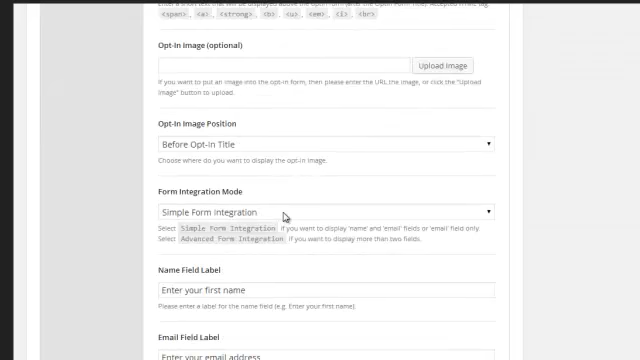 <span>, <a>, <strong>, <b>, <u>, <em>, <i>, <br>
Opt-In Image (optional)
Upload Image
If you want to put an image into the opt-in form, then please enter the URL the image, or click the "Upload
Image" button to upload.
Opt-In Image Position
Before Opt-In Title
Choose where do you want to display the opt-in image.
Form Integration Mode
Simple Form Integration
Select Simple Form Integration if you want to display 'name' and 'email' fields or 'email' field only.
Select Advanced Form Integration if you want to display more than two fields.
Name Field Label
Enter your first name
Please enter a label for the name field (e.g. Enter your first name).
Email Field Label
Enter your email address